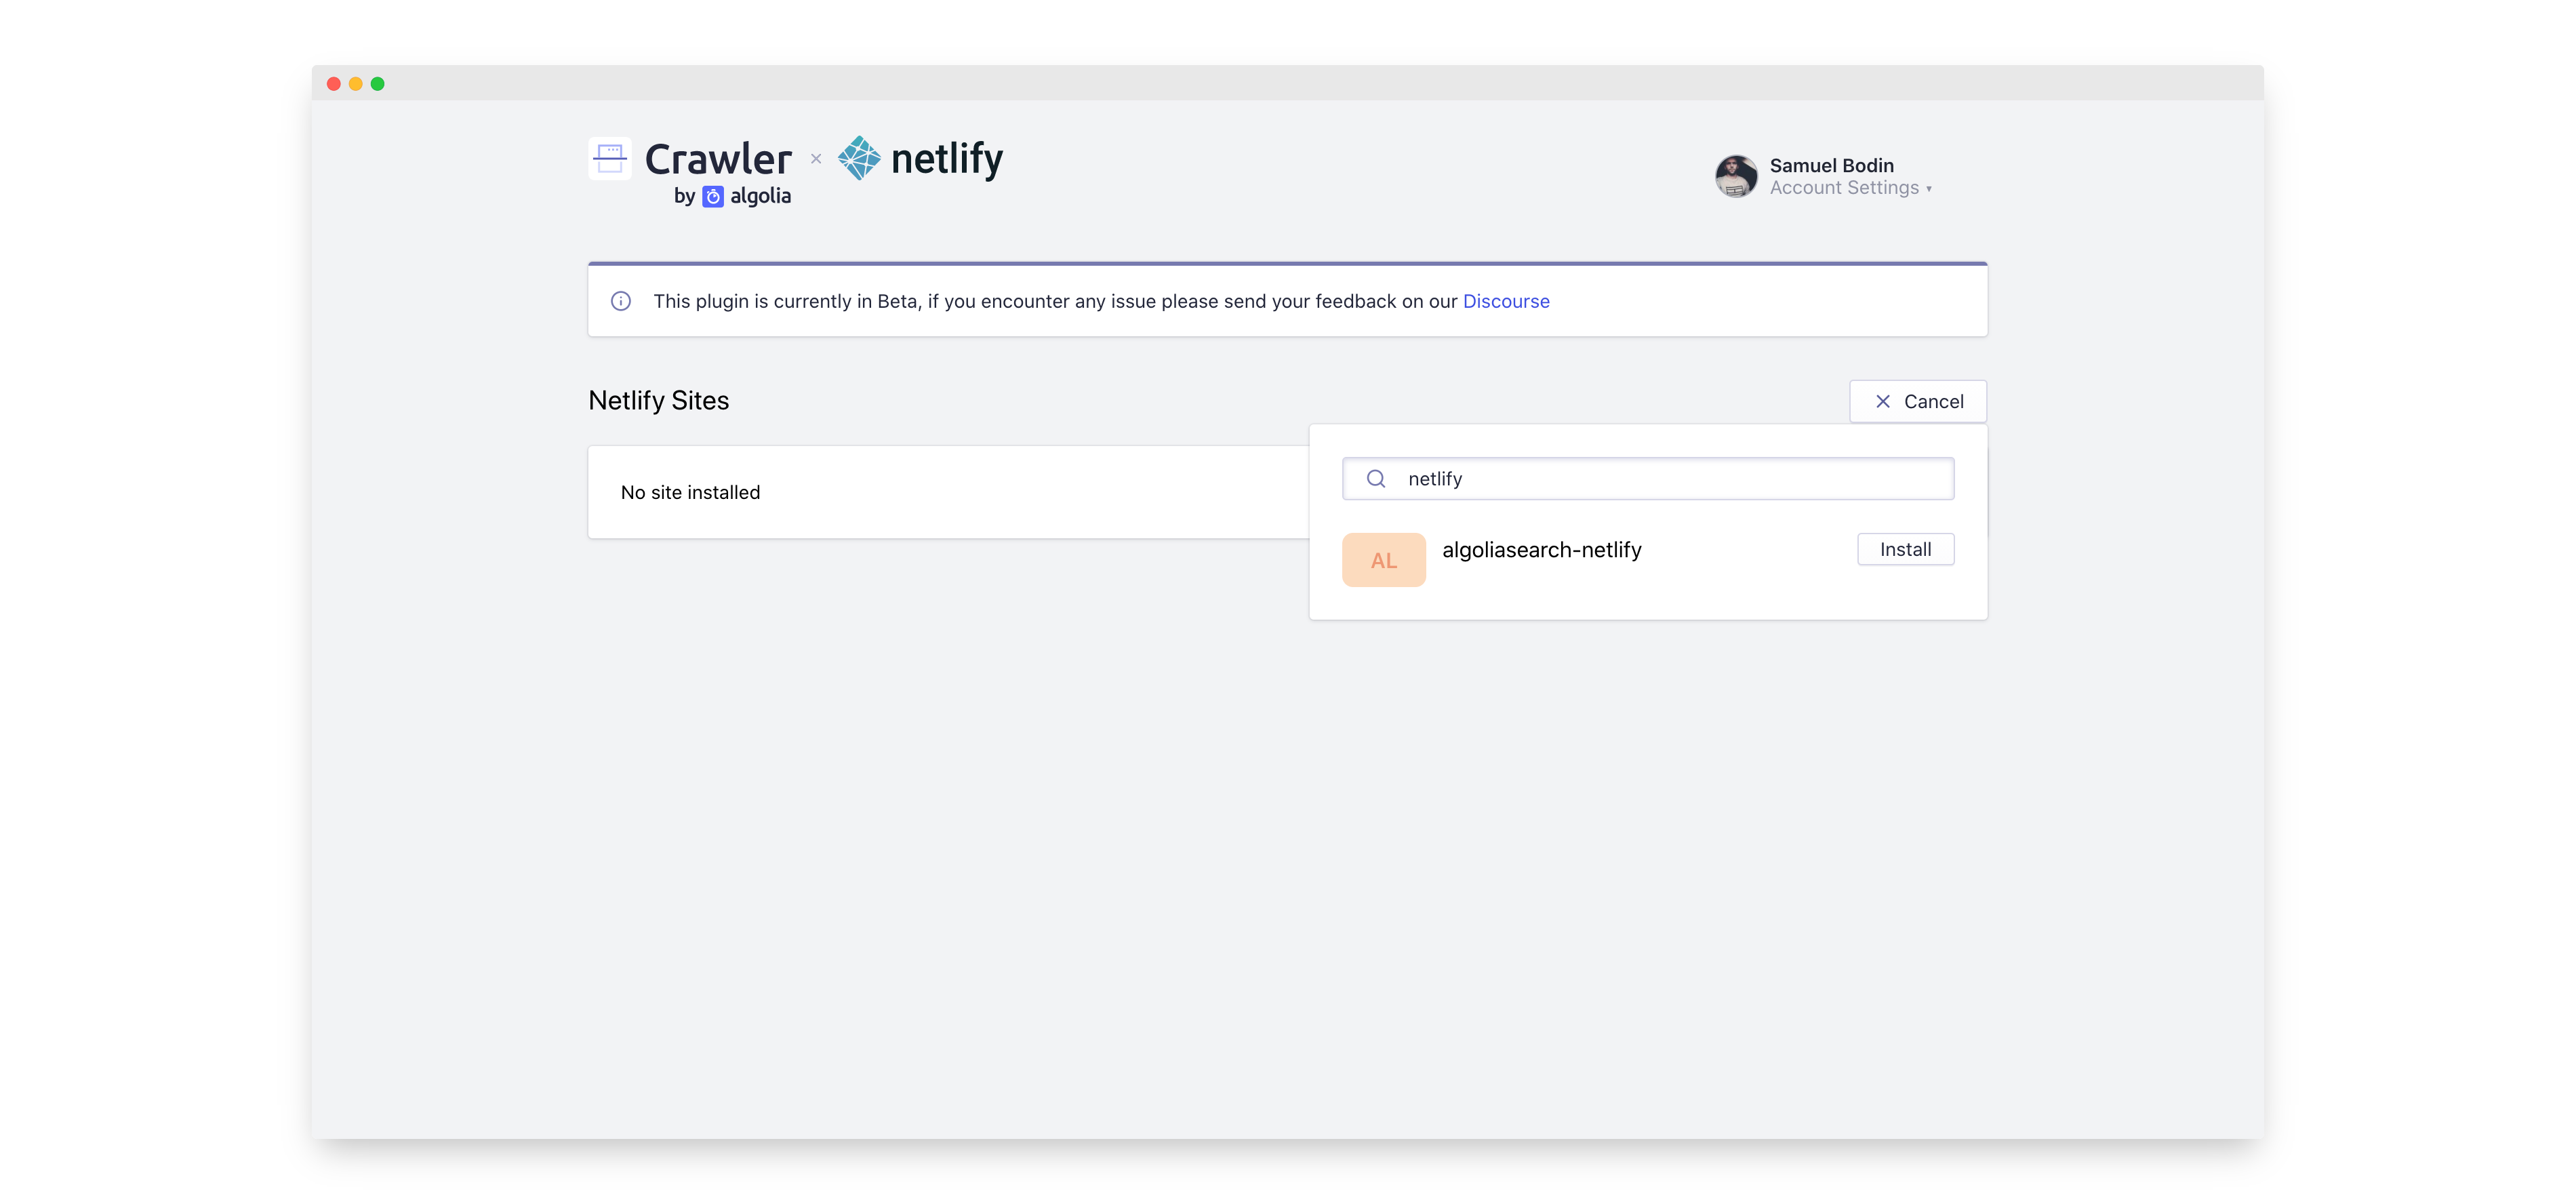 Crawler × netlify
by algolia
Samuel Bodin
Account Settings ▾
This plugin is currently in Beta, if you encounter any issue please send your feedback on our Discourse
Netlify Sites
Cancel
No site installed
netlify
AL
algoliasearch-netlify
Install